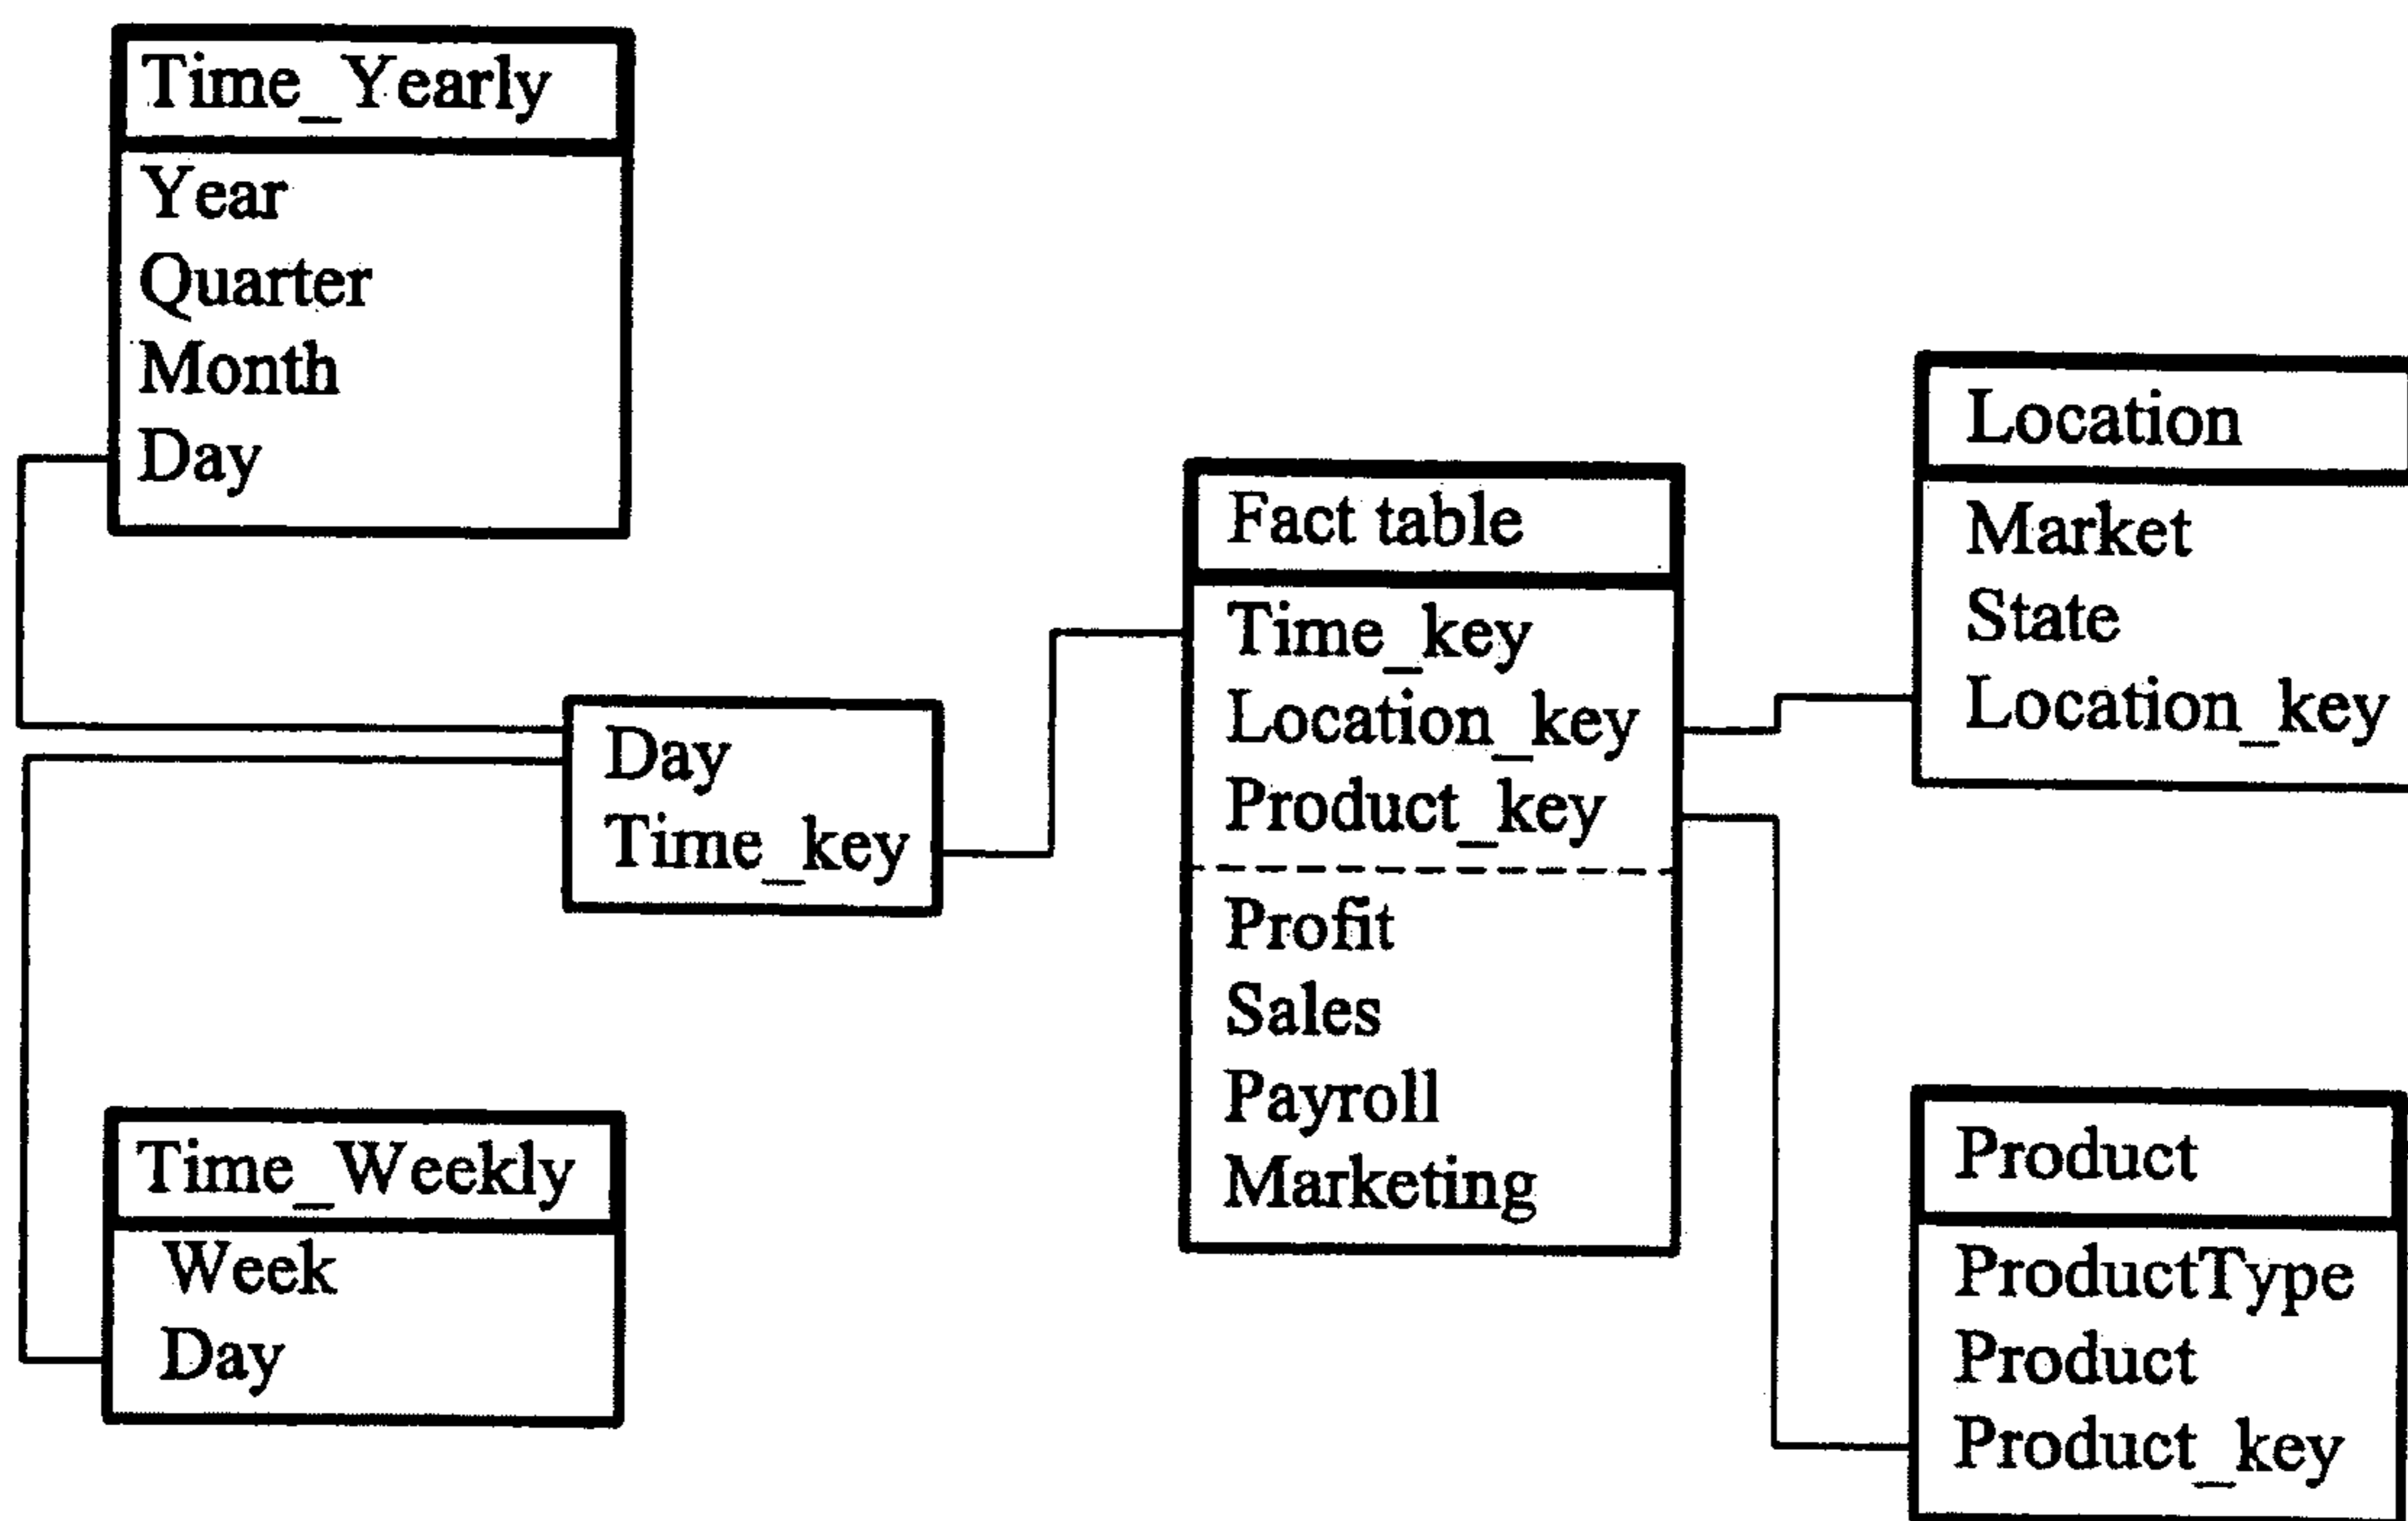 Time_Yearly
Year
Quarter
Month
Day
Day
Time_key
Time_Weekly
Week
Day
Fact table
Time_key
Location_key
Product_key
Profit
Sales
Payroll
Marketing
Location
Market
State
Location_key
Product
ProductType
Product
Product_key